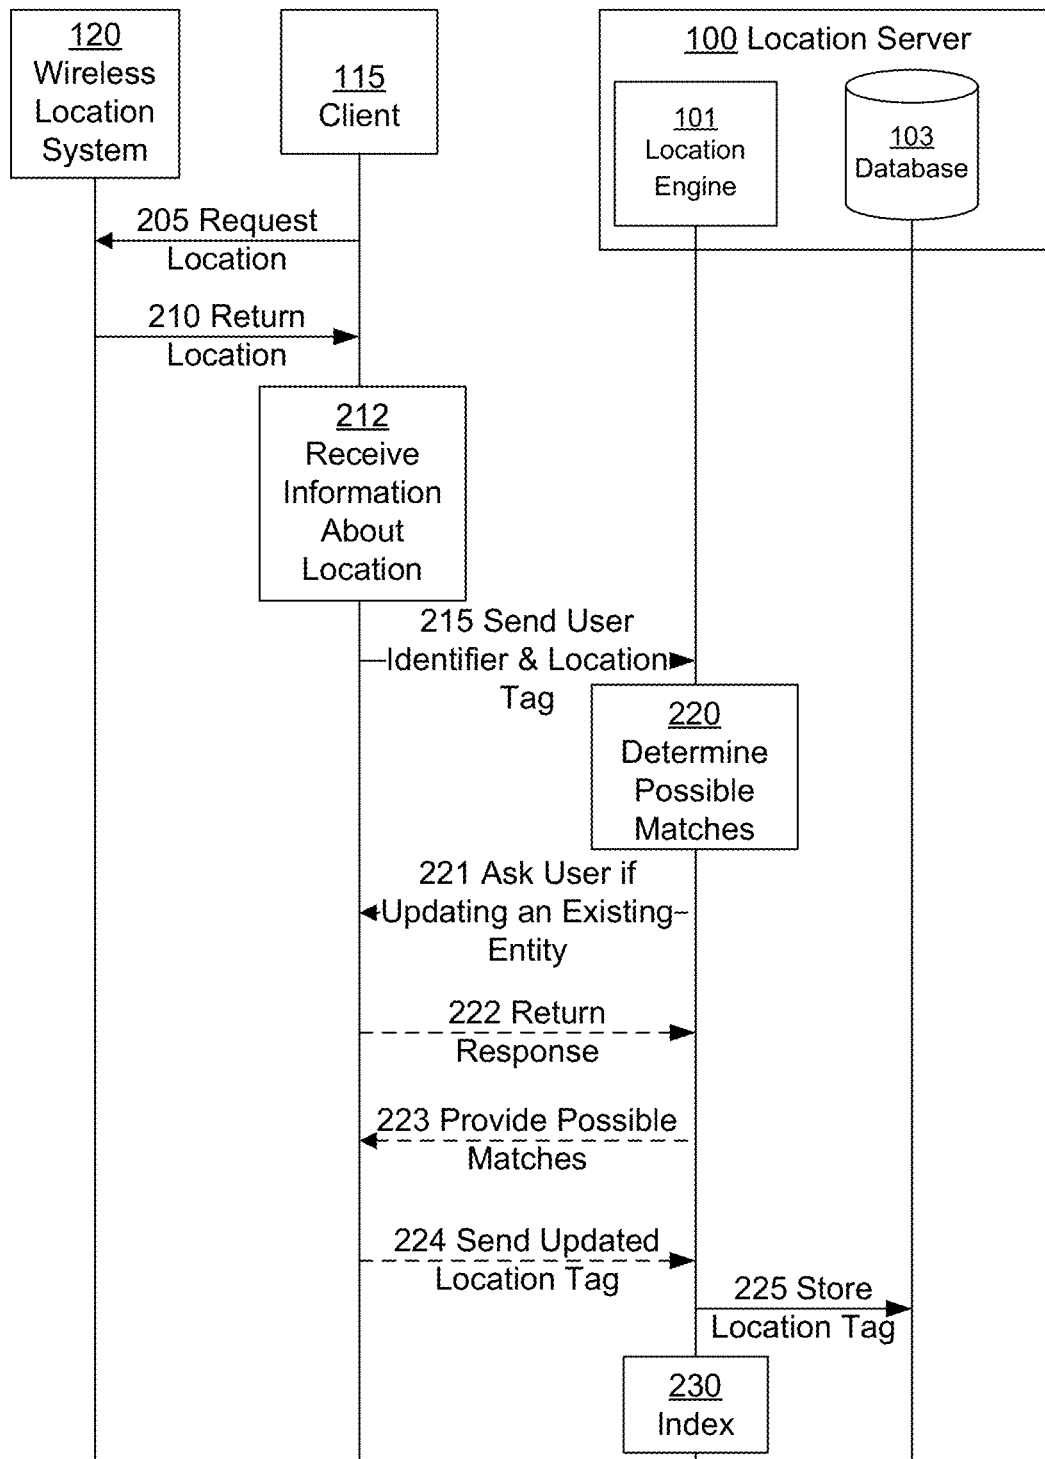 120
Wireless
Location
System
115
Client
100 Location Server
101
Location
Engine
103
Database
205 Request
Location
210 Return
Location
212
Receive
Information
About
Location
215 Send User
Identifier & Location
Tag
220
Determine
Possible
Matches
221 Ask User if
Updating an Existing
Entity
222 Return
Response
223 Provide Possible
Matches
224 Send Updated
Location Tag
225 Store
Location Tag
230
Index